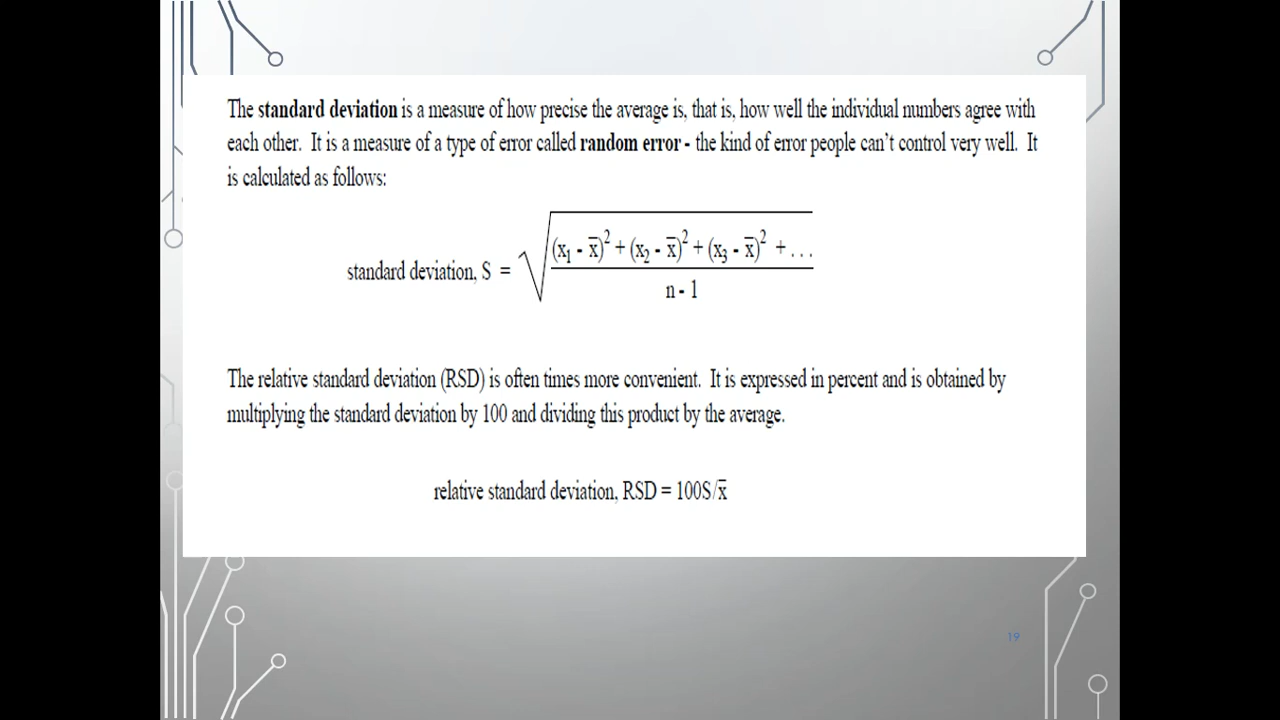 The standard deviation is a measure of how precise the average is, that is, how well the individual numbers agree with
each other. It is a measure of a type of error called random error - the kind of error people can't control very well. It
is calculated as follows:
standard deviation, S = √((x₁ - x̄)² + (x₂ - x̄)² + (x₃ - x̄)² + . . .
n - 1
The relative standard deviation (RSD) is often times more convenient. It is expressed in percent and is obtained by
multiplying the standard deviation by 100 and dividing this product by the average.
relative standard deviation, RSD = 100S/x̄
19